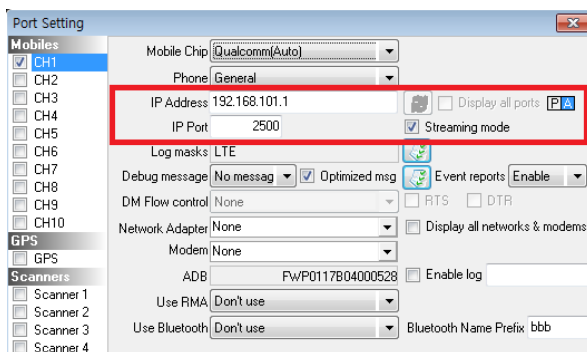 Port Setting
Mobiles
CH1
CH2
CH3
CH4
CH5
CH6
CH7
CH8
CH9
CH10
GPS
GPS
Scanners
Scanner 1
Scanner 2
Scanner 3
Scanner 4
Mobile Chip Qualcomm(Auto)
Phone General
IP Address 192.168.101.1 Display all ports P A
IP Port 2500 Streaming mode
Log masks LTE
Debug message No messag Optimized msg Event reports Enable
DM Flow control None RTS DTR
Network Adapter None Display all networks & modems
Modem None
ADB FWP0117B04000528 Enable log
Use RMA Don't use
Use Bluetooth Don't use Bluetooth Name Prefix bbb